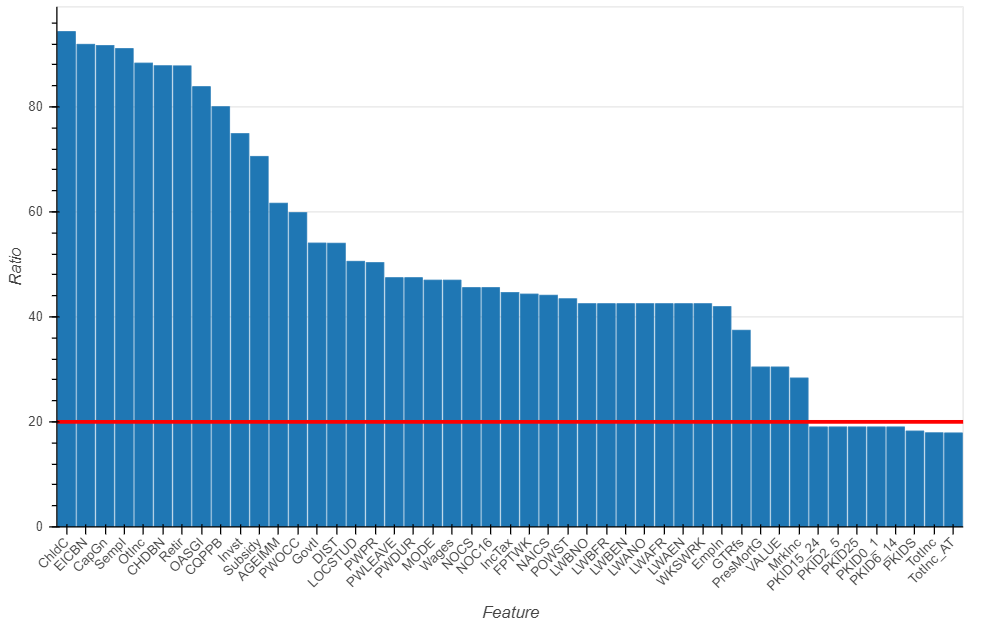 Ratio
80
60
40
20
0
ChldC
EICBN
CapGn
Sempl
OtInc
CHDBN
Retir
OASGI
CQPPB
Invst
Subsidy
AGEIMM
PWOCC
Govtl
DIST
LOCSTUD
PWPR
PWLEAVE
PWDUR
MODE
Wages
NOCS
NOC16
IncTax
FPTWK
NAICS
POWST
LWBNO
LWBFR
LWBEN
LWANO
LWAFR
LWAEN
WKSWRK
EmpIn
GTRfs
PresMortG
VALUE
MrkInc
PKID15_24
PKID2_5
PKID25
PKID0_1
PKID6_14
PKIDS
TotInc
TotInc_AT
Feature